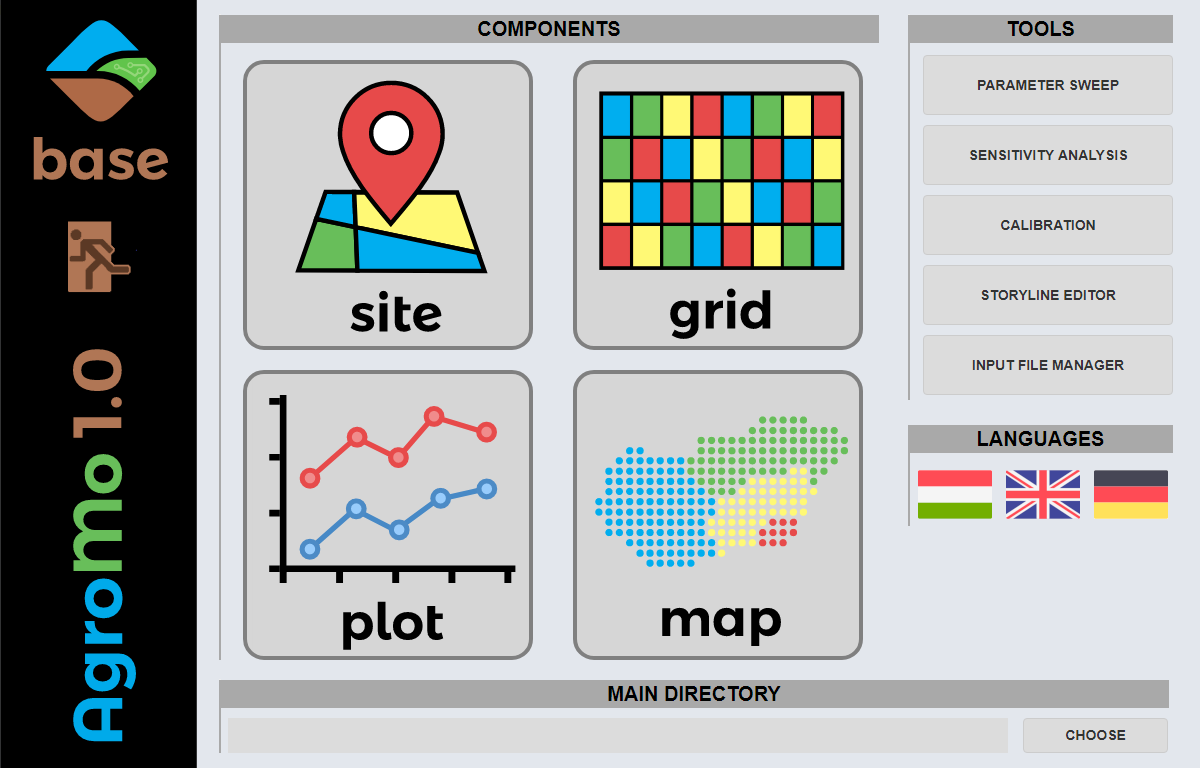 base
AgroMo 1.0
COMPONENTS
site
grid
plot
map
TOOLS
PARAMETER SWEEP
SENSITIVITY ANALYSIS
CALIBRATION
STORYLINE EDITOR
INPUT FILE MANAGER
LANGUAGES
MAIN DIRECTORY
CHOOSE